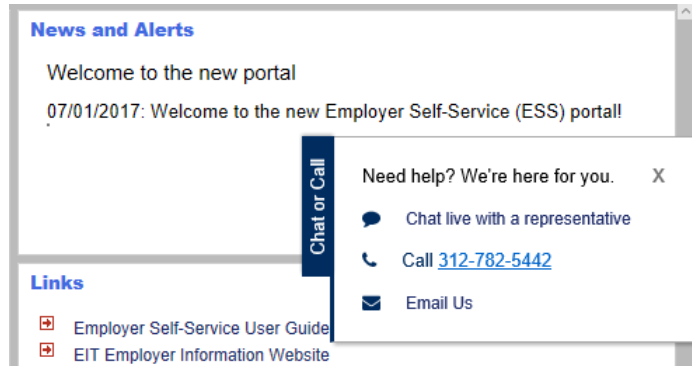 News and Alerts
Welcome to the new portal
07/01/2017: Welcome to the new Employer Self-Service (ESS) portal!
Chat or Call
Need help? We're here for you. X
Chat live with a representative
Call 312-782-5442
Email Us
Links
Employer Self-Service User Guide
EIT Employer Information Website